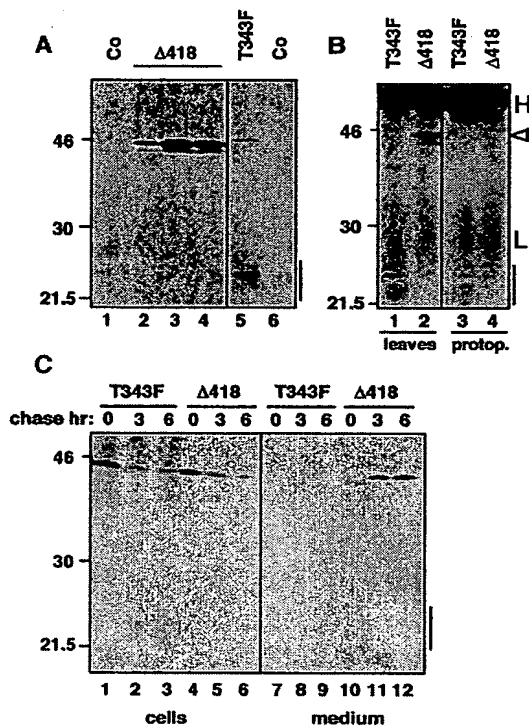 A
Co
Δ418
T343F
Co
46
30
21.5
1 2 3 4 5 6
B
T343F
Δ418
T343F
Δ418
H
46
30
L
21.5
1 2 3 4
leaves protop.
C
T343F Δ418 T343F Δ418
chase hr: 0 3 6 0 3 6 0 3 6 0 3 6
46
30
21.5
1 2 3 4 5 6 7 8 9 10 11 12
cells medium